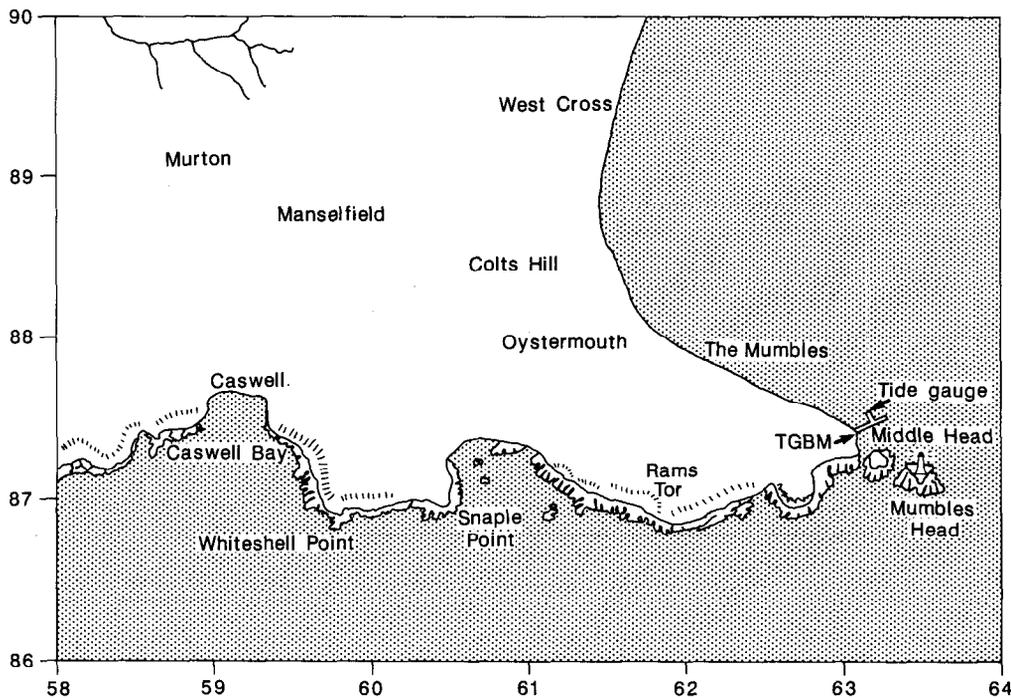 90
West Cross
Murton
89
Manselfield
Colts Hill
88
Oystermouth
The Mumbles
Caswell
Tide gauge
TGBM
Middle Head
Caswell Bay
Rams
Tor
87
Snaple
Point
Mumbles
Head
Whiteshell Point
86
58 59 60 61 62 63 64